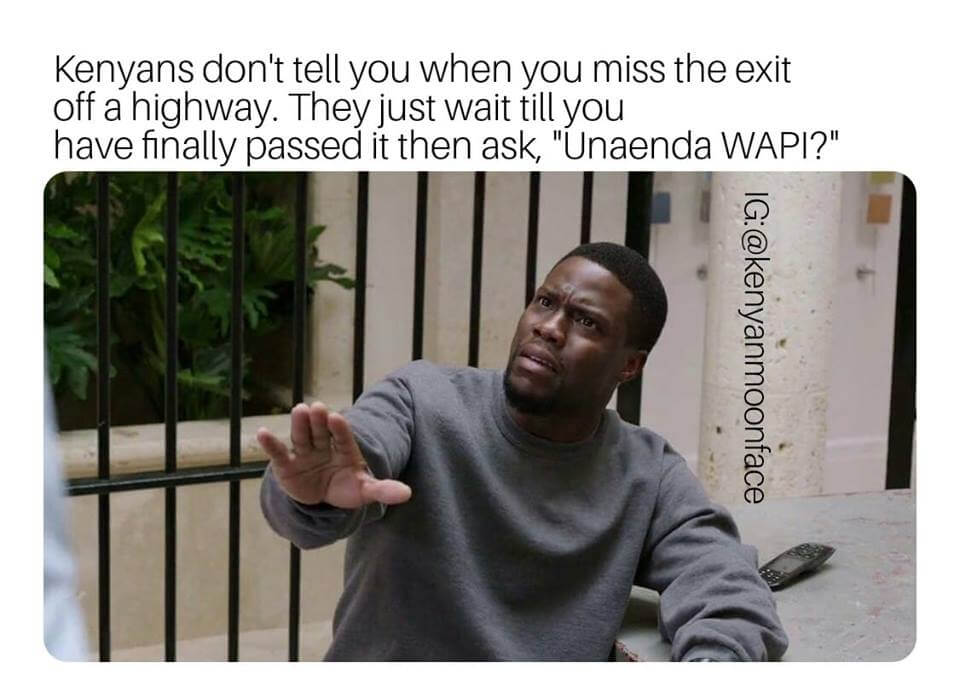 Kenyans don't tell you when you miss the exit
off a highway. They just wait till you
have finally passed it then ask, "Unaenda WAPI?"
IG:@kenyanmoonface